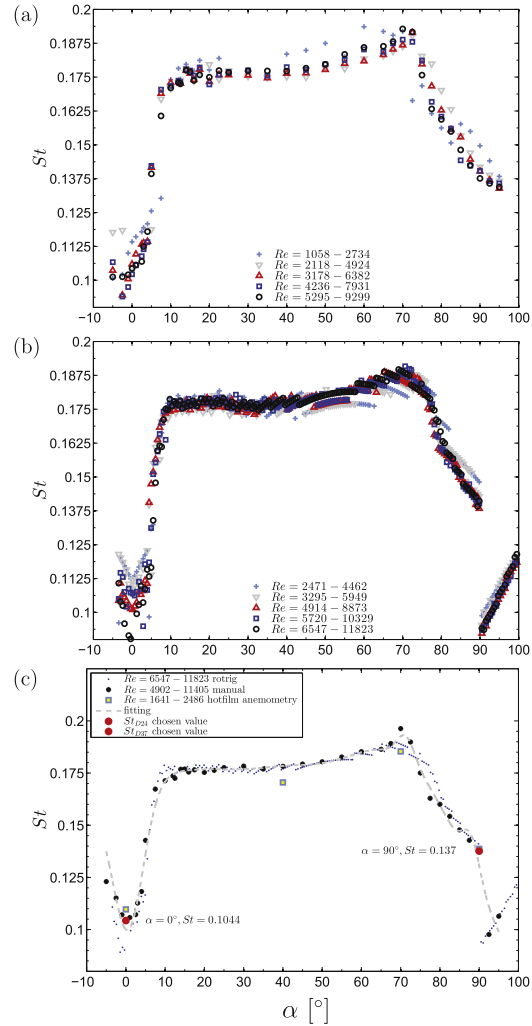 (a)
0.2
0.1875
0.175
0.1625
0.15
0.1375
0.125
0.1125
0.1
St
Re = 1058 − 2734
Re = 2118 − 4924
Re = 3178 − 6382
Re = 4236 − 7931
Re = 5295 − 9299
−10 0 10 20 30 40 50 60 70 80 90 100
(b)
0.2
0.1875
0.175
0.1625
0.15
0.125
0.1125
0.1
St
Re = 2471 − 4462
Re = 3295 − 5949
Re = 4914 − 8873
Re = 5720 − 10329
Re = 6547 − 11823
−10 0 10 20 30 40 50 60 70 80 90 100
(c)
Re = 6547 − 11823 rotrig
Re = 4902 − 11405 manual
Re = 1641 − 2486 hotfilm anemometry
fitting
St_D24 chosen value
St_D37 chosen value
0.2
0.175
0.15
0.125
0.1
St
α = 90°, St = 0.137
α = 0°, St = 0.1044
−10 0 10 20 30 40 50 60 70 80 90 100
α [°]